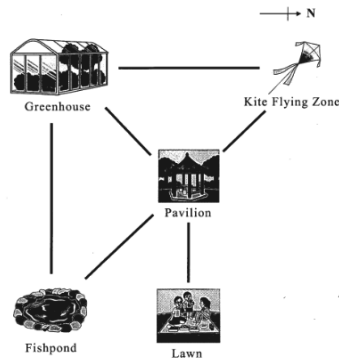 N
Greenhouse
Kite Flying Zone
Pavilion
Fishpond
Lawn